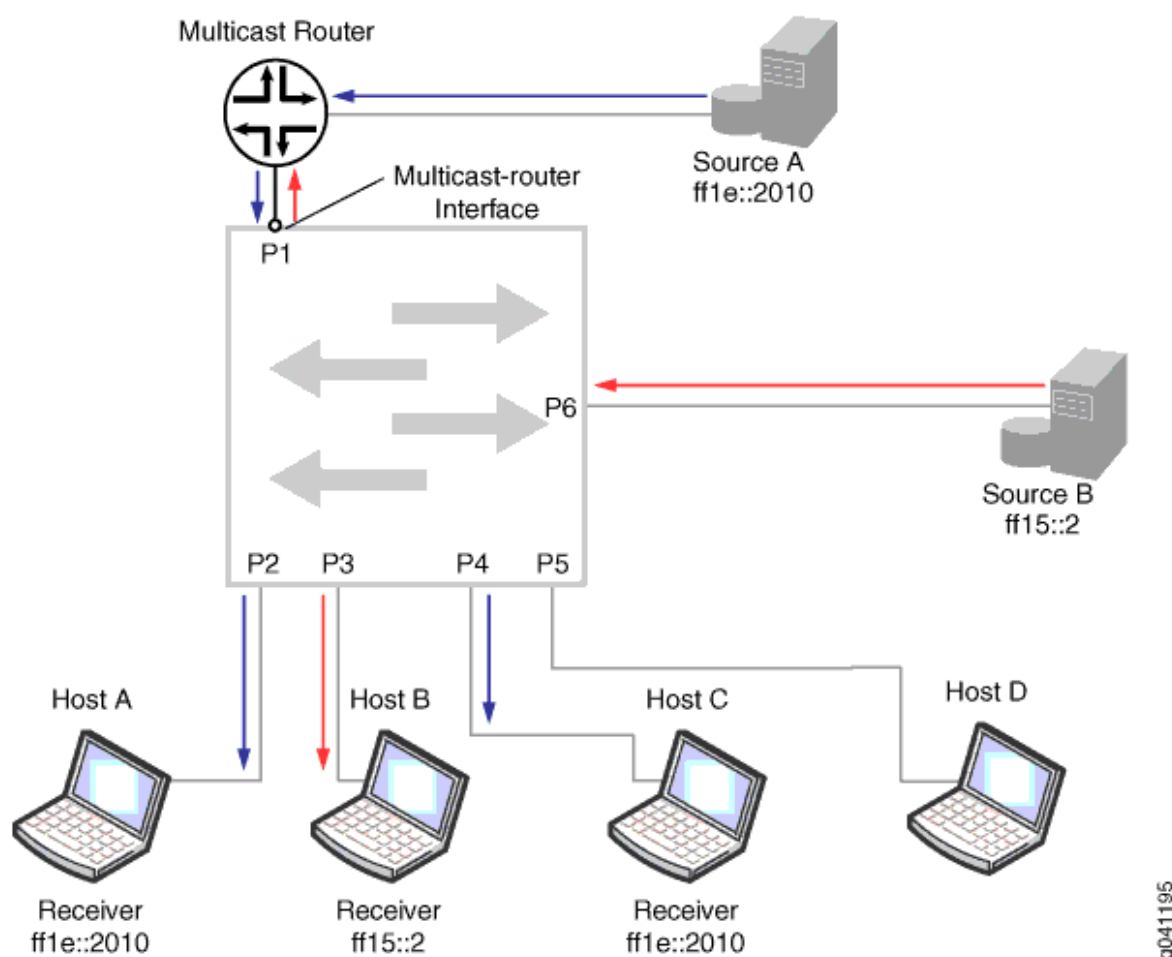 Multicast Router
Source A
ff1e::2010
Multicast-router
Interface
P1
P6
Source B
ff15::2
P2
P3
P4
P5
Host A
Host B
Host C
Host D
Receiver
ff1e::2010
Receiver
ff15::2
Receiver
ff1e::2010
g041195